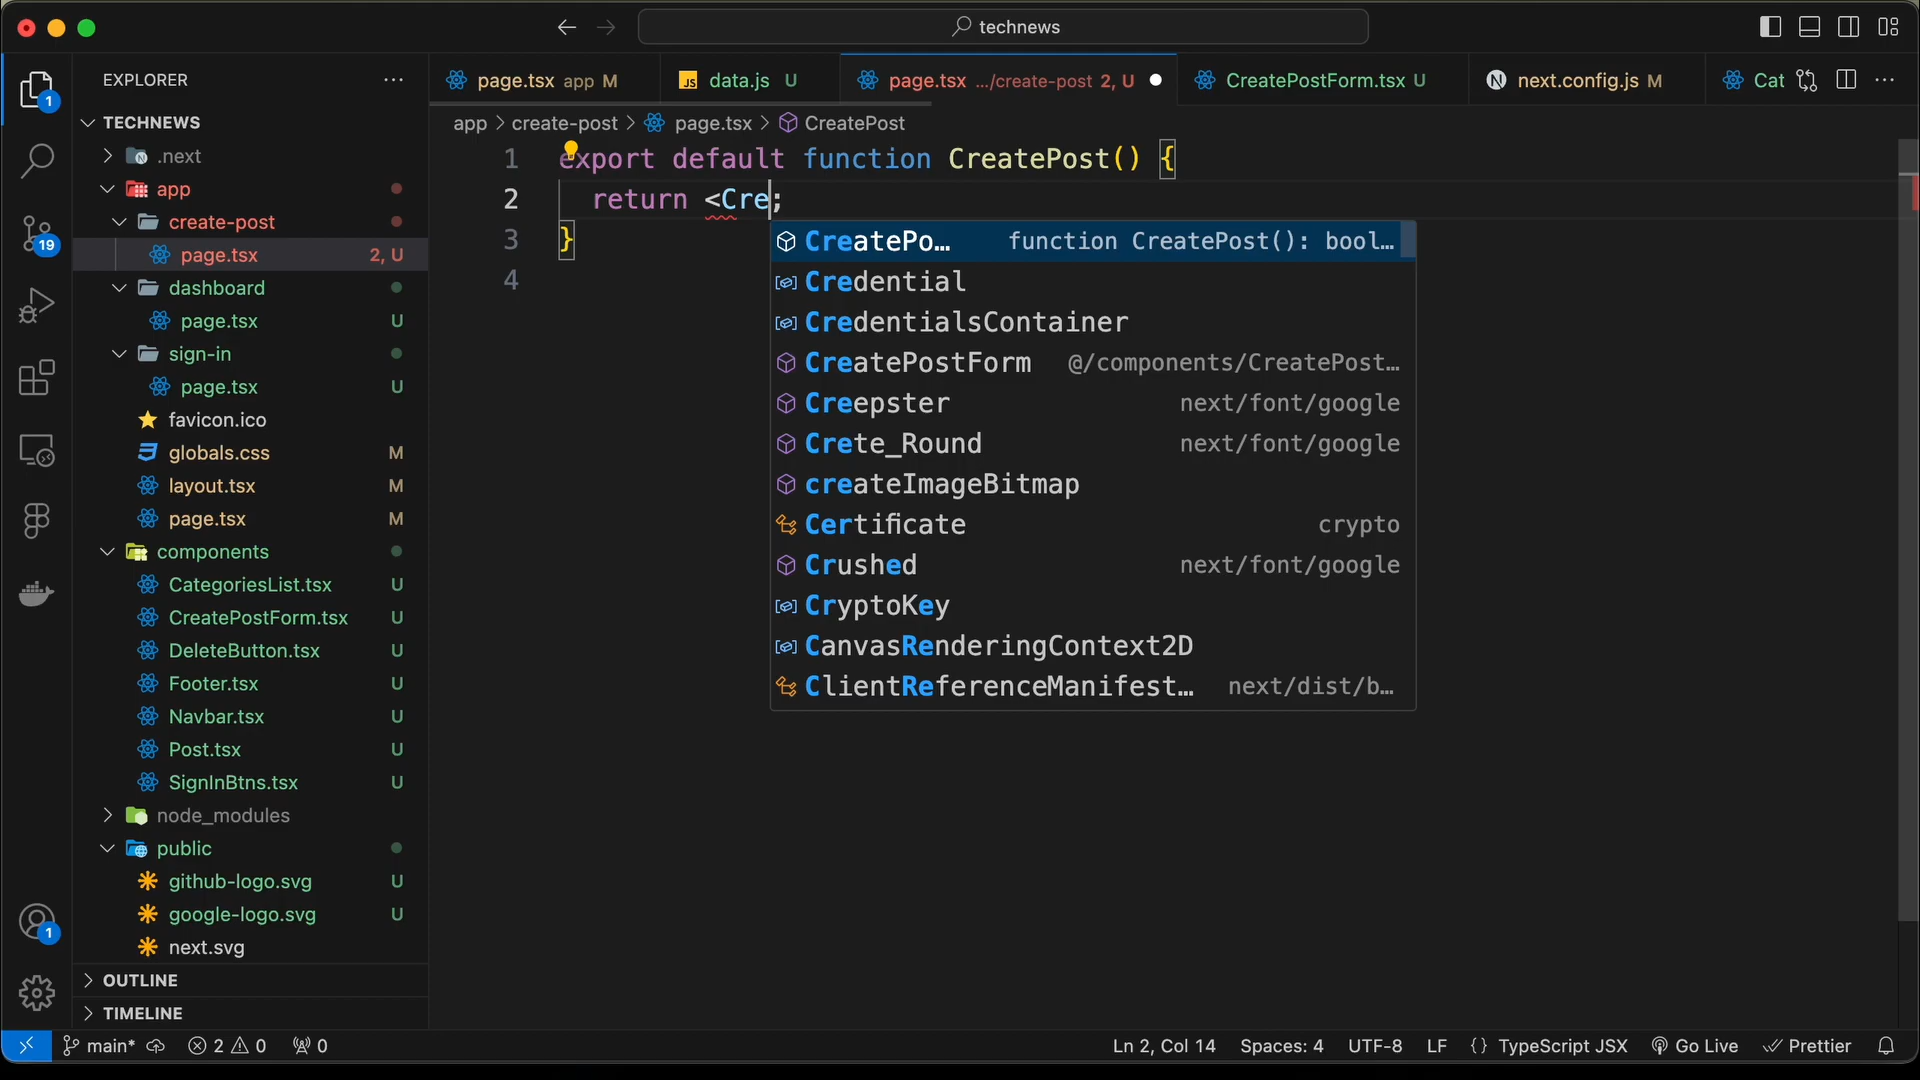 technews
EXPLORER
page.tsx app M
data.js U
page.tsx .../create-post 2, U
CreatePostForm.tsx U
next.config.js M
Cat
TECHNEWS
app > create-post > page.tsx > CreatePost
.next
app
create-post
page.tsx 2, U
dashboard
page.tsx U
sign-in
page.tsx U
favicon.ico
globals.css M
layout.tsx M
page.tsx M
components
CategoriesList.tsx U
CreatePostForm.tsx U
DeleteButton.tsx U
Footer.tsx U
Navbar.tsx U
Post.tsx U
SignInBtns.tsx U
node_modules
public
github-logo.svg U
google-logo.svg U
next.svg
OUTLINE
TIMELINE
1 export default function CreatePost() {
2 return <Cre;
3 }
4
CreatePo… function CreatePost(): bool…
Credential
CredentialsContainer
CreatePostForm @/components/CreatePost…
Creepster next/font/google
Crete_Round next/font/google
createImageBitmap
Certificate crypto
Crushed next/font/google
CryptoKey
CanvasRenderingContext2D
ClientReferenceManifest… next/dist/b…
1
19
1
main* 2 0 0
Ln 2, Col 14 Spaces: 4 UTF-8 LF {} TypeScript JSX Go Live Prettier